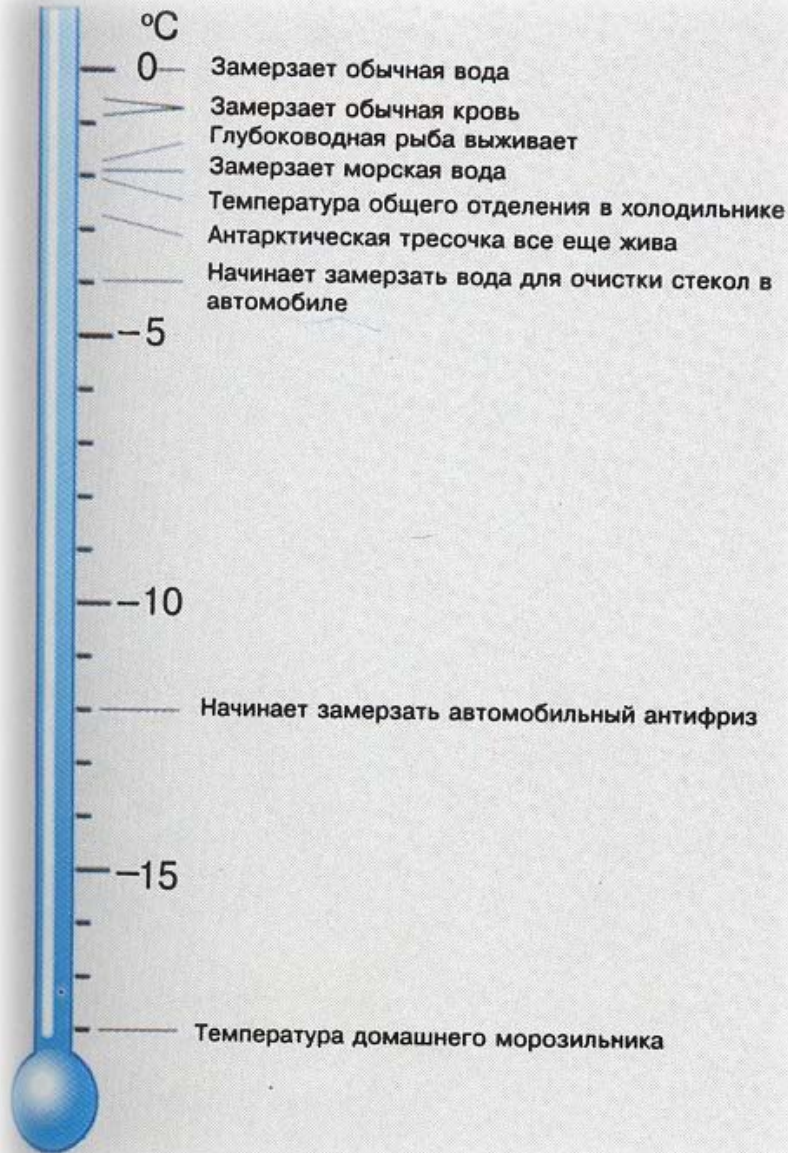 °C
0
Замерзает обычная вода
Замерзает обычная кровь
Глубоководная рыба выживает
Замерзает морская вода
Температура общего отделения в холодильнике
Антарктическая тресочка все еще жива
Начинает замерзать вода для очистки стекол в
автомобиле
–5
–10
Начинает замерзать автомобильный антифриз
–15
Температура домашнего морозильника